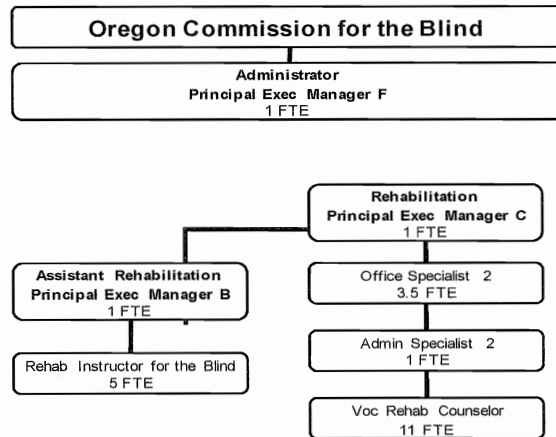 Oregon Commission for the Blind
Administrator
Principal Exec Manager F
1 FTE
Rehabilitation
Principal Exec Manager C
1 FTE
Assistant Rehabilitation
Principal Exec Manager B
1 FTE
Rehab Instructor for the Blind
5 FTE
Office Specialist 2
3.5 FTE
Admin Specialist 2
1 FTE
Voc Rehab Counselor
11 FTE